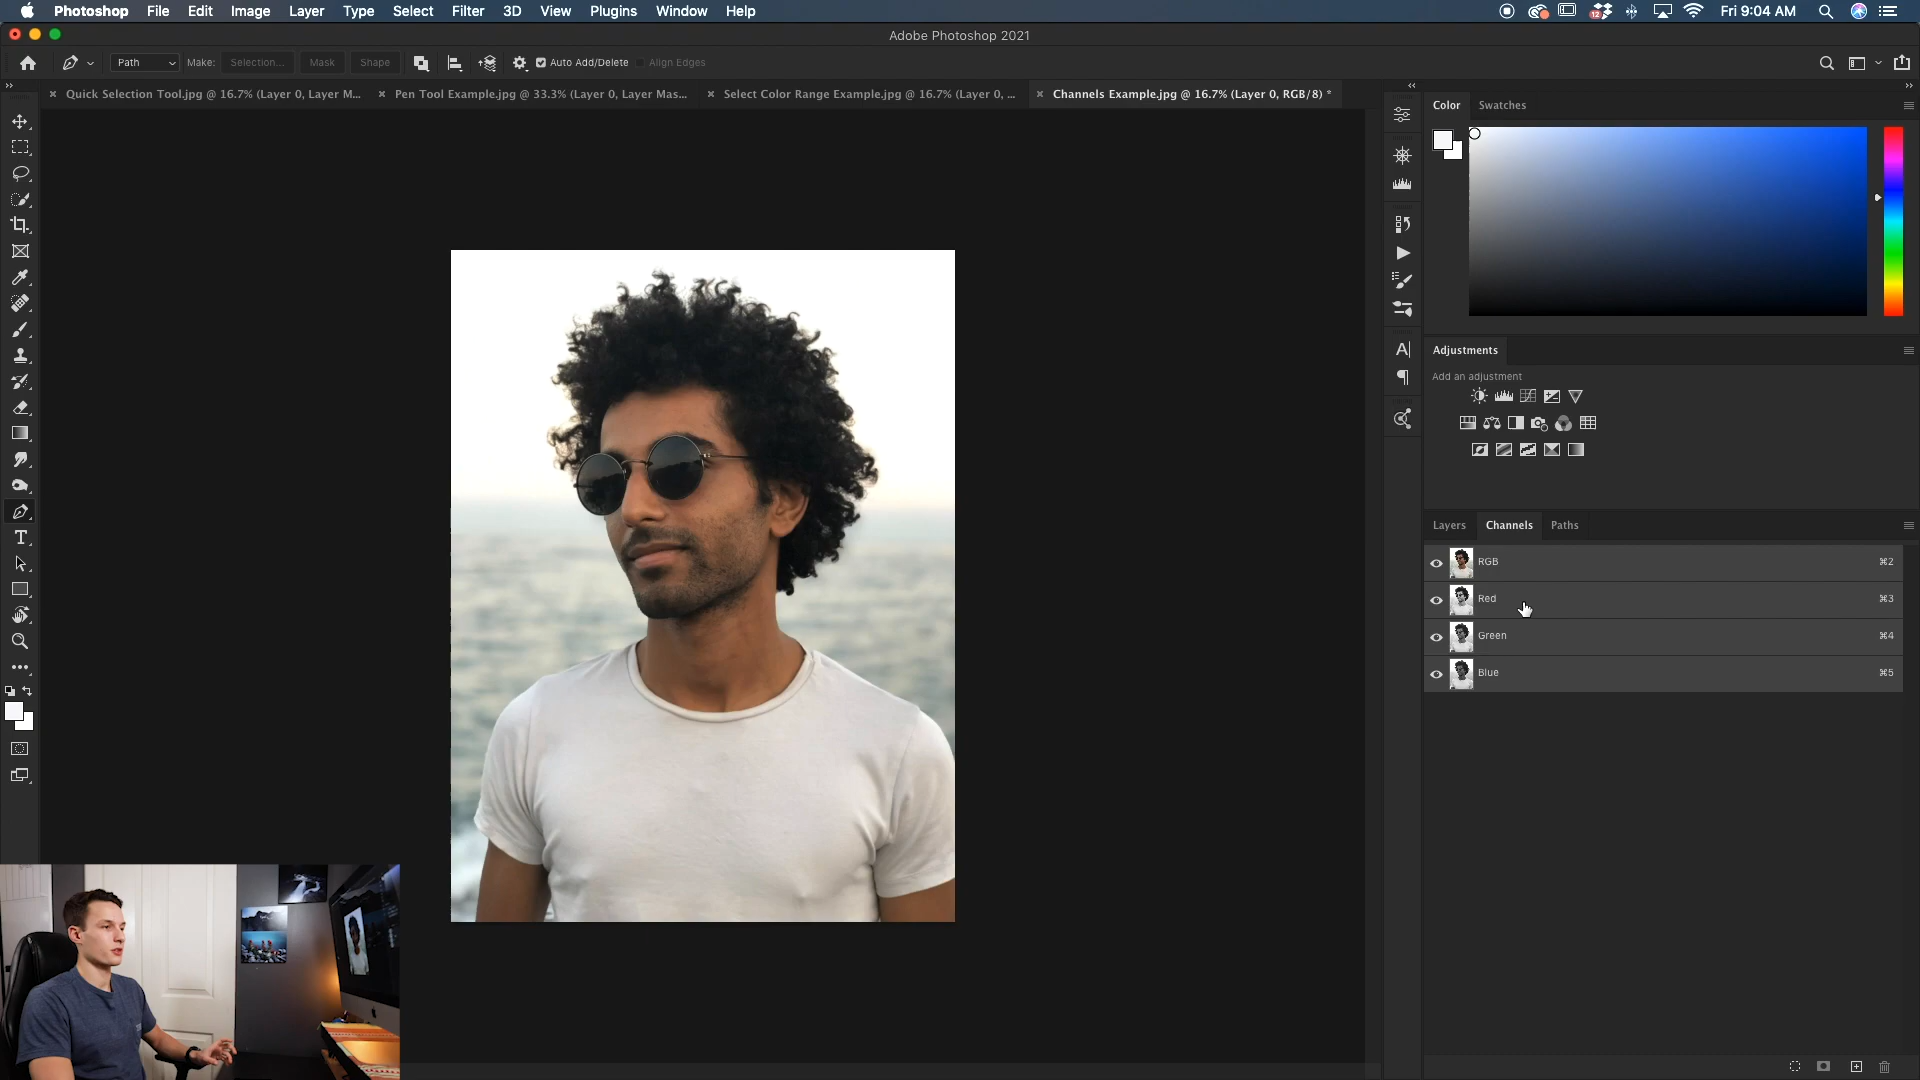 Photoshop File Edit Image Layer Type Select Filter 3D View Plugins Window Help
12
Fri 9:04 AM
Adobe Photoshop 2021
Path Make: Selection... Mask Shape Auto Add/Delete Align Edges
Quick Selection Tool.jpg @ 16.7% (Layer 0, Layer M...
Pen Tool Example.jpg @ 33.3% (Layer 0, Layer Mas...
Select Color Range Example.jpg @ 16.7% (Layer 0, ...
Channels Example.jpg @ 16.7% (Layer 0, RGB/8) *
Color Swatches
Adjustments
Add an adjustment
Layers Channels Paths
RGB ⌘2
Red ⌘3
Green ⌘4
Blue ⌘5